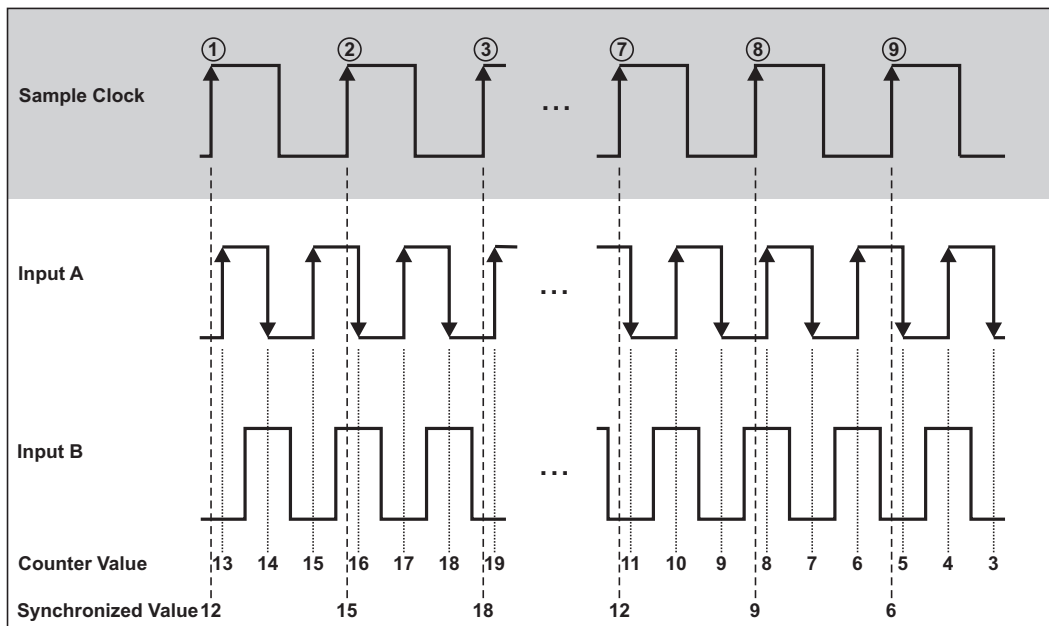 ① ② ③ ⑦ ⑧ ⑨
Sample Clock
...
Input A
...
Input B
...
Counter Value 13 14 15 16 17 18 19 11 10 9 8 7 6 5 4 3
Synchronized Value 12 15 18 12 9 6